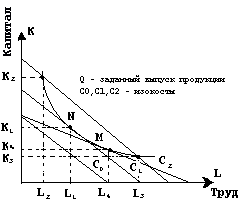 Капитал
K
K₂
Q - заданный выпуск продукции
C0,C1,C2 - изокосты
N
K₁
M
K₄
K₃
C₀
C₁
C₂
L
L₂
L₁
L₄
L₃
Труд